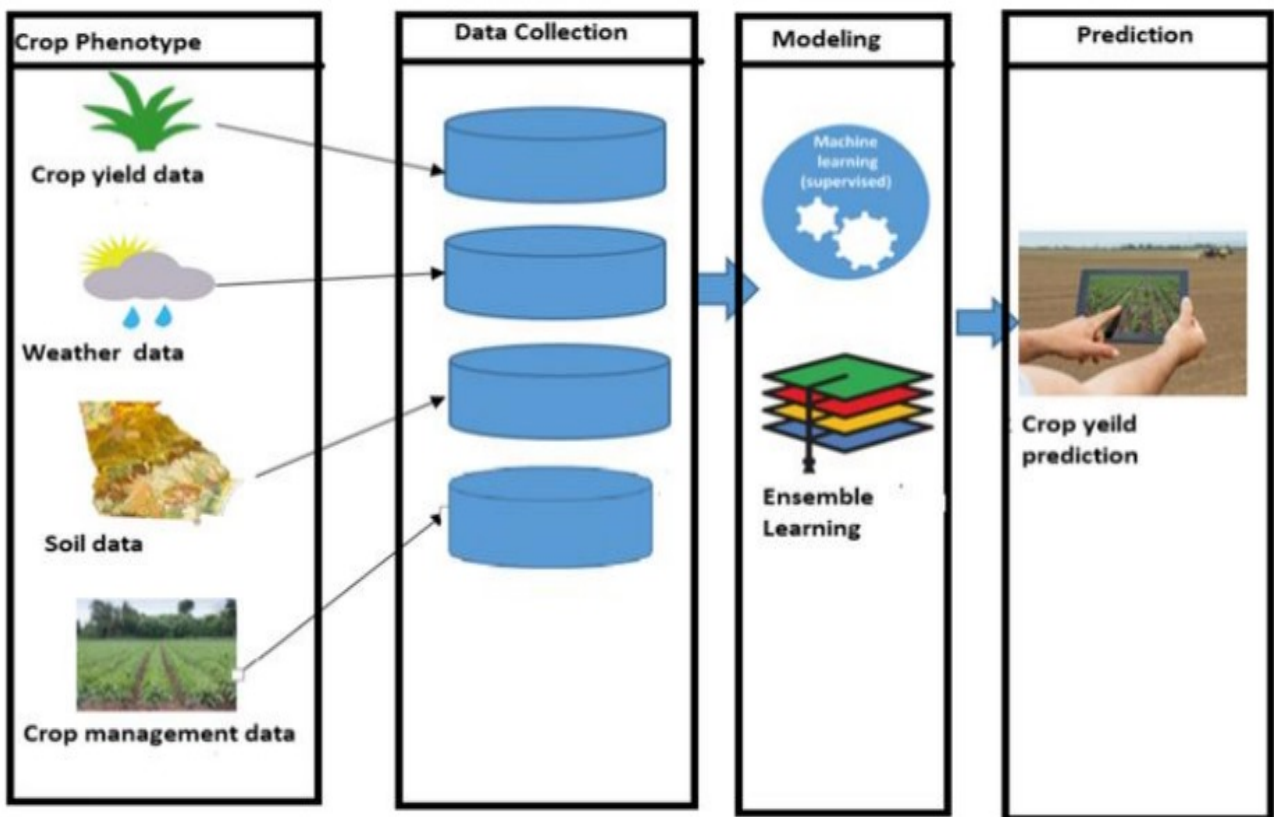 Crop Phenotype
Crop yield data
Weather data
Soil data
Crop management data
Data Collection
Modeling
Machine
learning
(supervised)
Ensemble
Learning
Prediction
Crop yeild
prediction